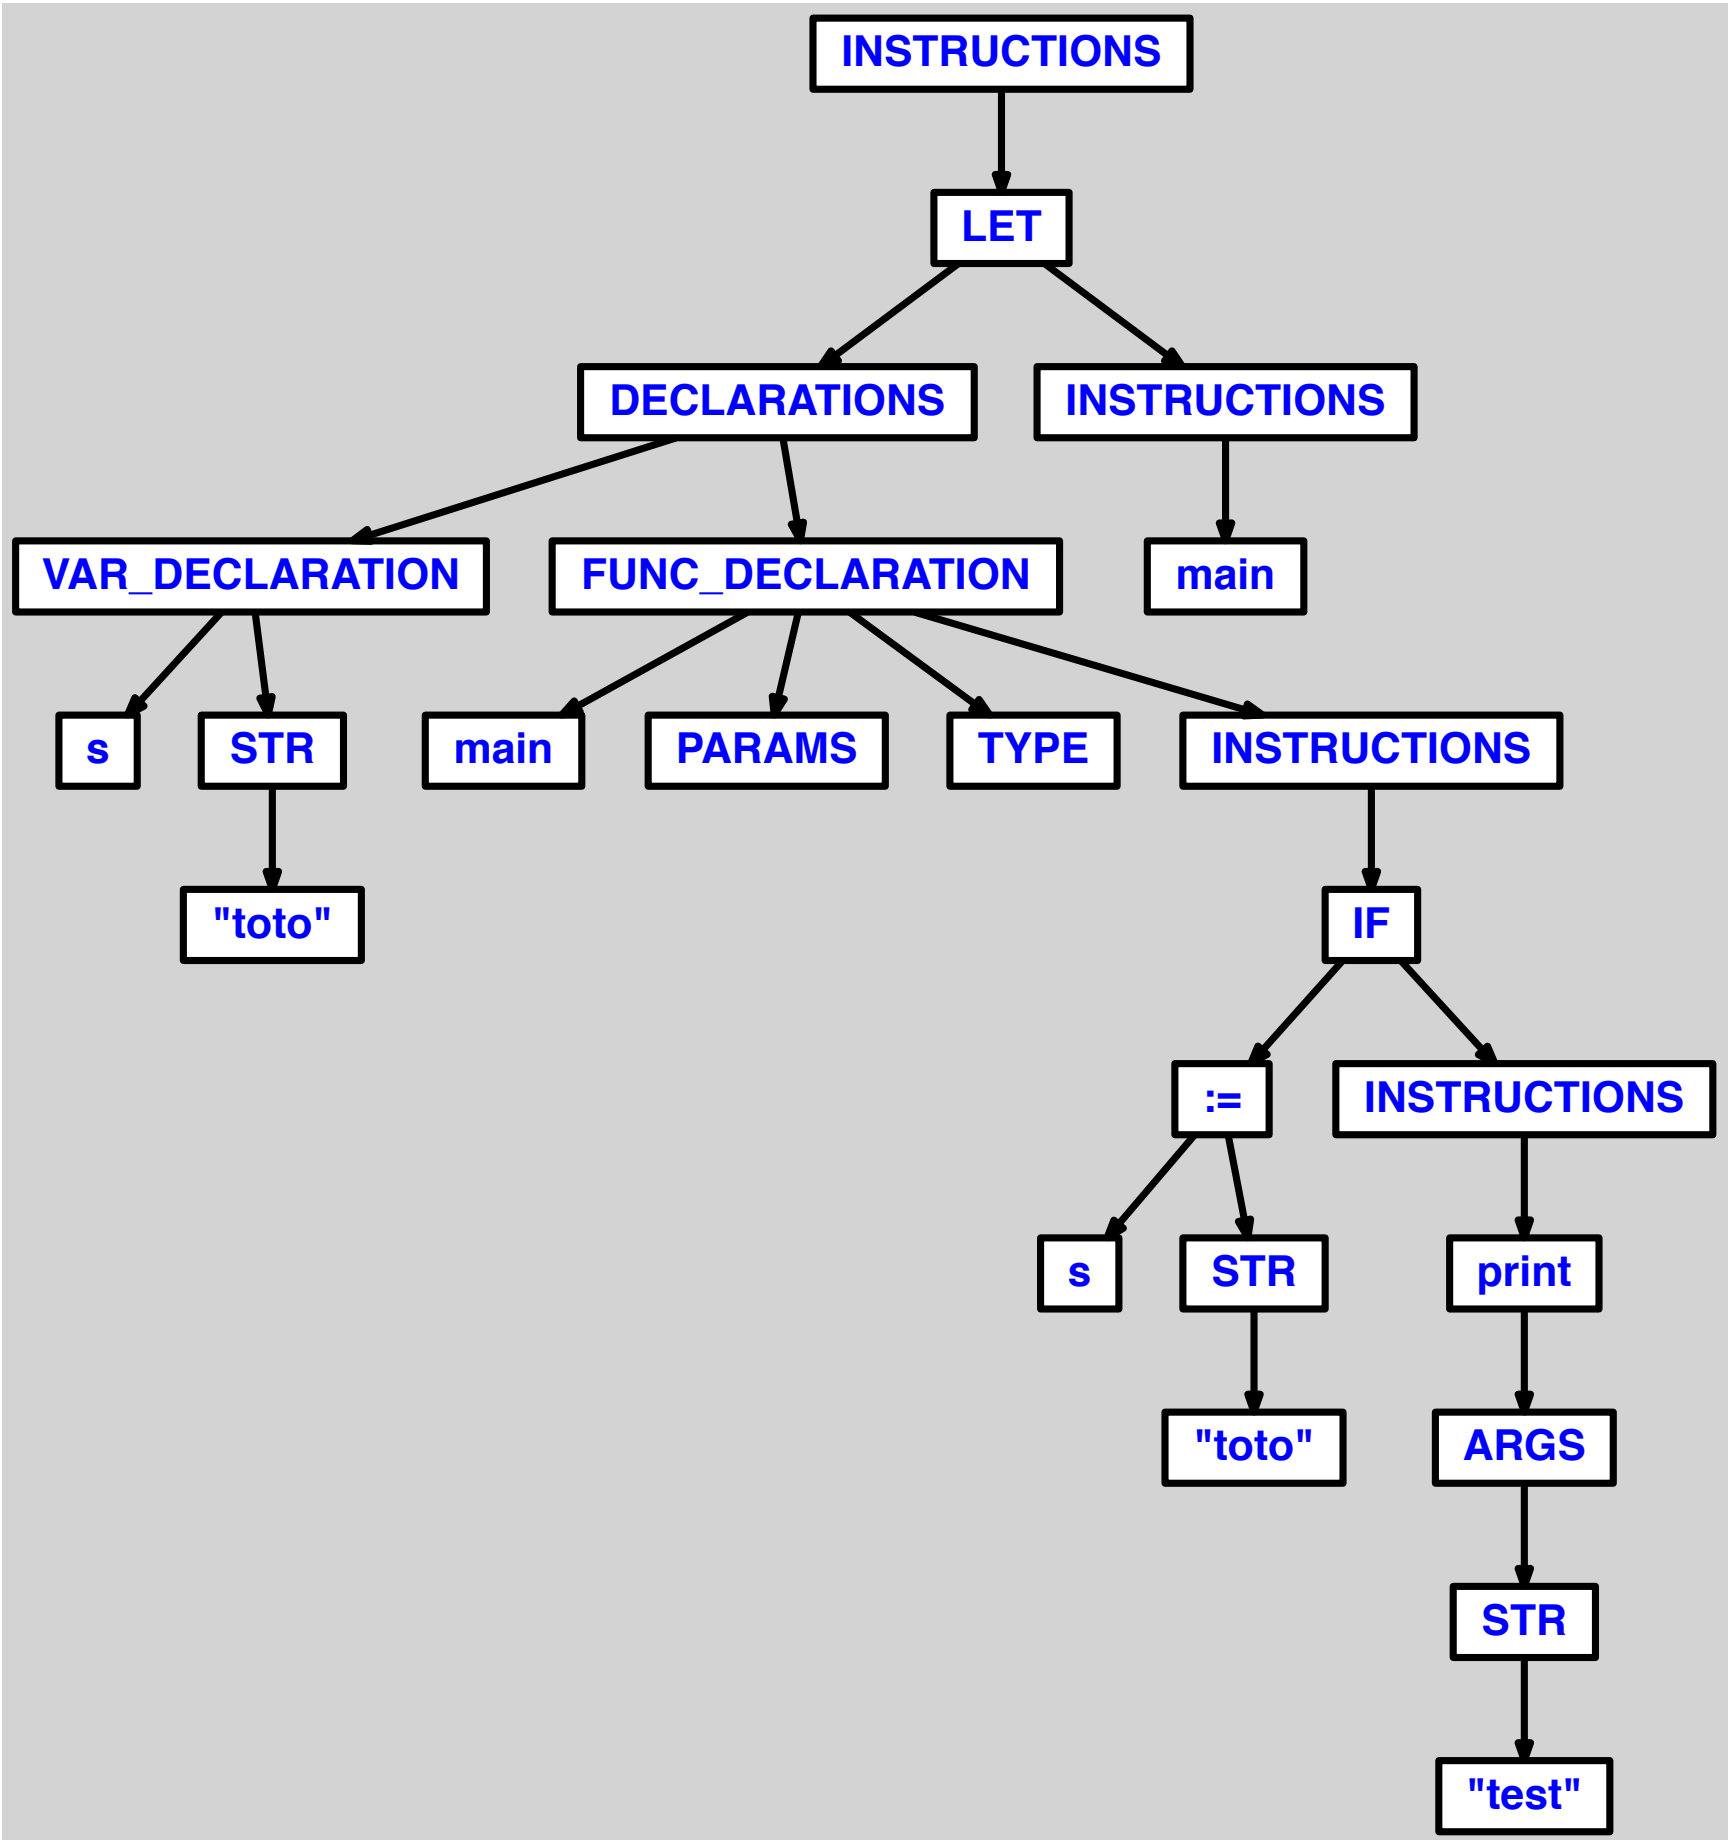 INSTRUCTIONS
LET
DECLARATIONS
INSTRUCTIONS
VAR_DECLARATION
FUNC_DECLARATION
main
s
STR
main
PARAMS
TYPE
INSTRUCTIONS
"toto"
IF
:=
INSTRUCTIONS
s
STR
print
"toto"
ARGS
STR
"test"